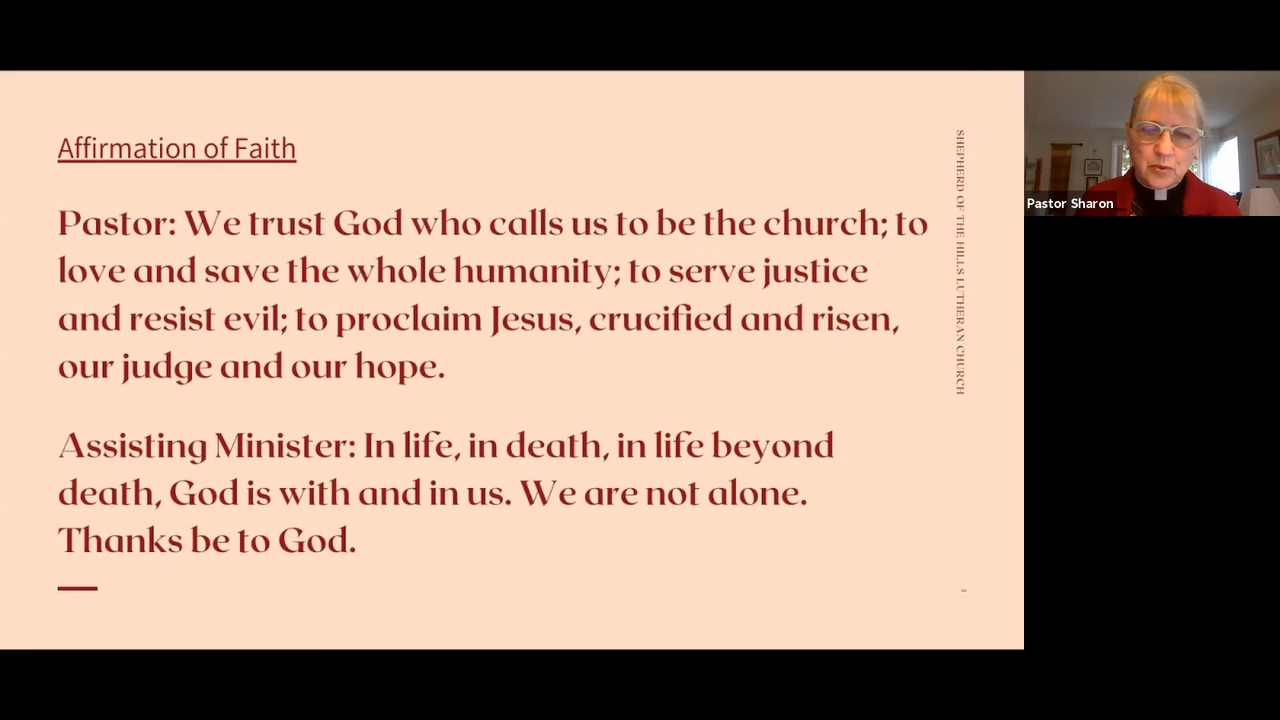 Affirmation of Faith
Pastor: We trust God who calls us to be the church; to
love and save the whole humanity; to serve justice
and resist evil; to proclaim Jesus, crucified and risen,
our judge and our hope.
Assisting Minister: In life, in death, in life beyond
death, God is with and in us. We are not alone.
Thanks be to God.
SHEPHERD OF THE HILLS LUTHERAN CHURCH
Pastor Sharon